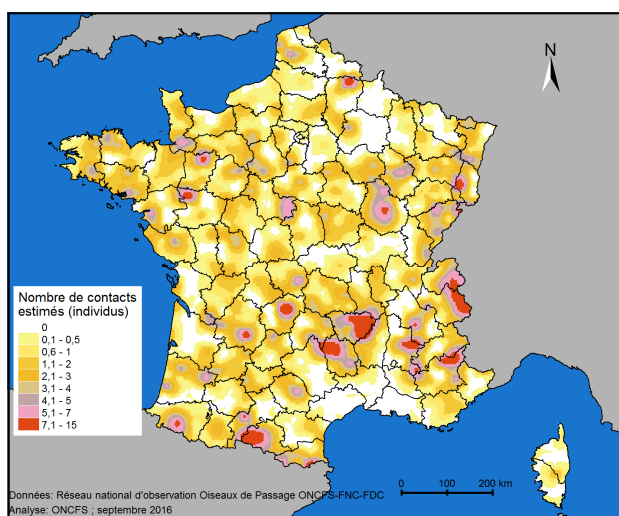 N
Nombre de contacts
estimés (individus)
0
0,1 - 0,5
0,6 - 1
1,1 - 2
2,1 - 3
3,1 - 4
4,1 - 5
5,1 - 7
7,1 - 15
0 100 200 km
Données: Réseau national d'observation Oiseaux de Passage ONCFS-FNC-FDC
Analyse: ONCFS ; septembre 2016